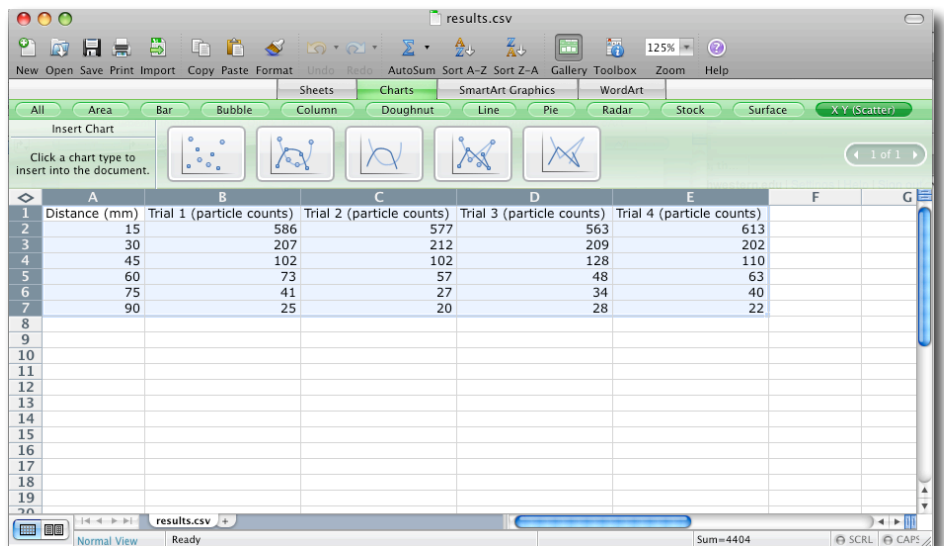 results.csv
New Open Save Print Import Copy Paste Format Undo Redo AutoSum Sort A-Z Sort Z-A Gallery Toolbox Zoom Help
125%
Sheets Charts SmartArt Graphics WordArt
All Area Bar Bubble Column Doughnut Line Pie Radar Stock Surface X Y (Scatter)
Insert Chart
Click a chart type to
insert into the document.
1 of 1
A B C D E F G
1 Distance (mm) Trial 1 (particle counts) Trial 2 (particle counts) Trial 3 (particle counts) Trial 4 (particle counts)
2 15 586 577 563 613
3 30 207 212 209 202
4 45 102 102 128 110
5 60 73 57 48 63
6 75 41 27 34 40
7 90 25 20 28 22
8
9
10
11
12
13
14
15
16
17
18
19
20
results.csv
Normal View Ready Sum=4404 SCRL CAPS